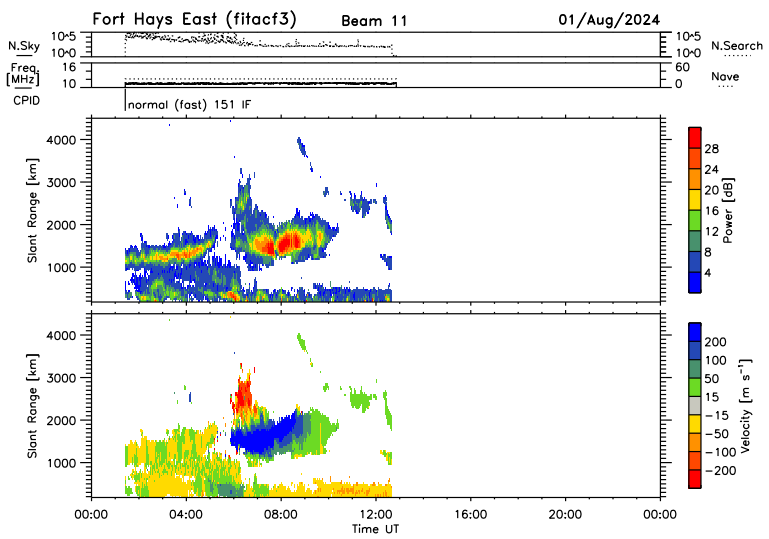 Fort Hays East (fitacf3) Beam 11 01/Aug/2024
N.Sky 10^5 10^0 10^5 10^0 N.Search
Freq. [MHz] 16 10 60 0 Nave
CPID normal (fast) 151 IF
Slant Range [km] 4000 3000 2000 1000
Power [dB] 28 24 20 16 12 8 4
Slant Range [km] 4000 3000 2000 1000
Velocity [m s⁻¹] 200 100 50 15 −15 −50 −100 −200
00:00 04:00 08:00 12:00 16:00 20:00 00:00
Time UT